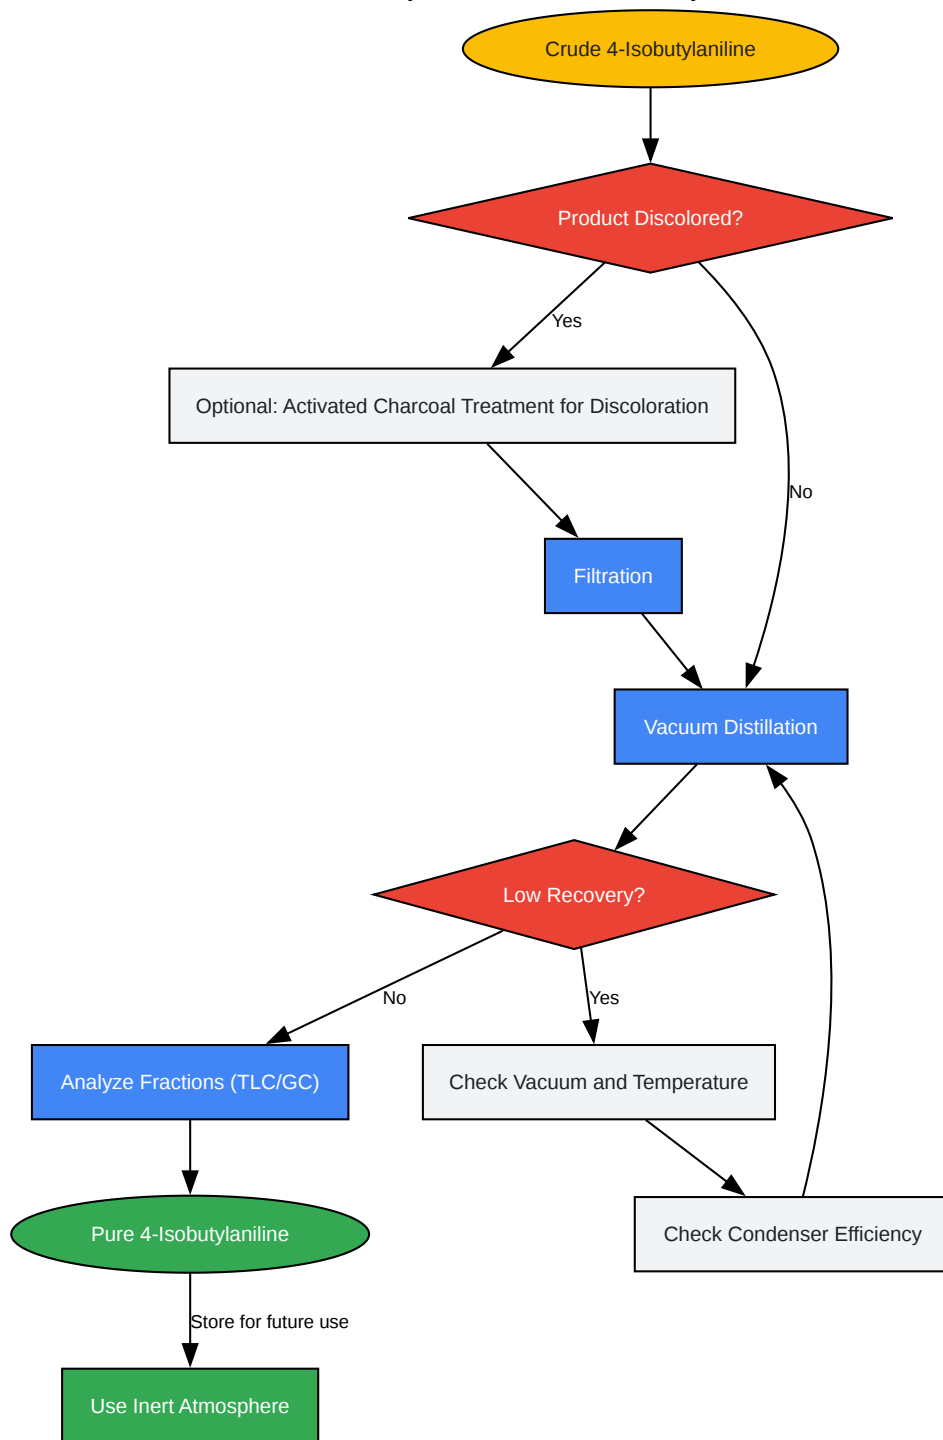 Crude 4-Isobutylaniline
Product Discolored?
Yes
Optional: Activated Charcoal Treatment for Discoloration
No
Filtration
Vacuum Distillation
Low Recovery?
No
Yes
Analyze Fractions (TLC/GC)
Check Vacuum and Temperature
Pure 4-Isobutylaniline
Check Condenser Efficiency
Store for future use
Use Inert Atmosphere